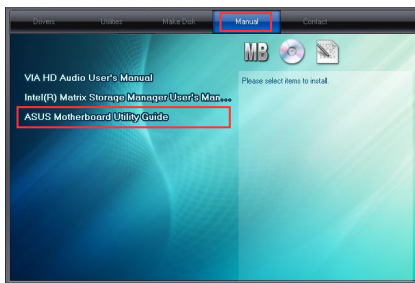 Drivers
Utilities
Make Disk
Manual
Contact
MB
VIA HD Audio User's Manual
Please select items to install.
Intel(R) Matrix Storage Manager User's Man...
ASUS Motherboard Utility Guide